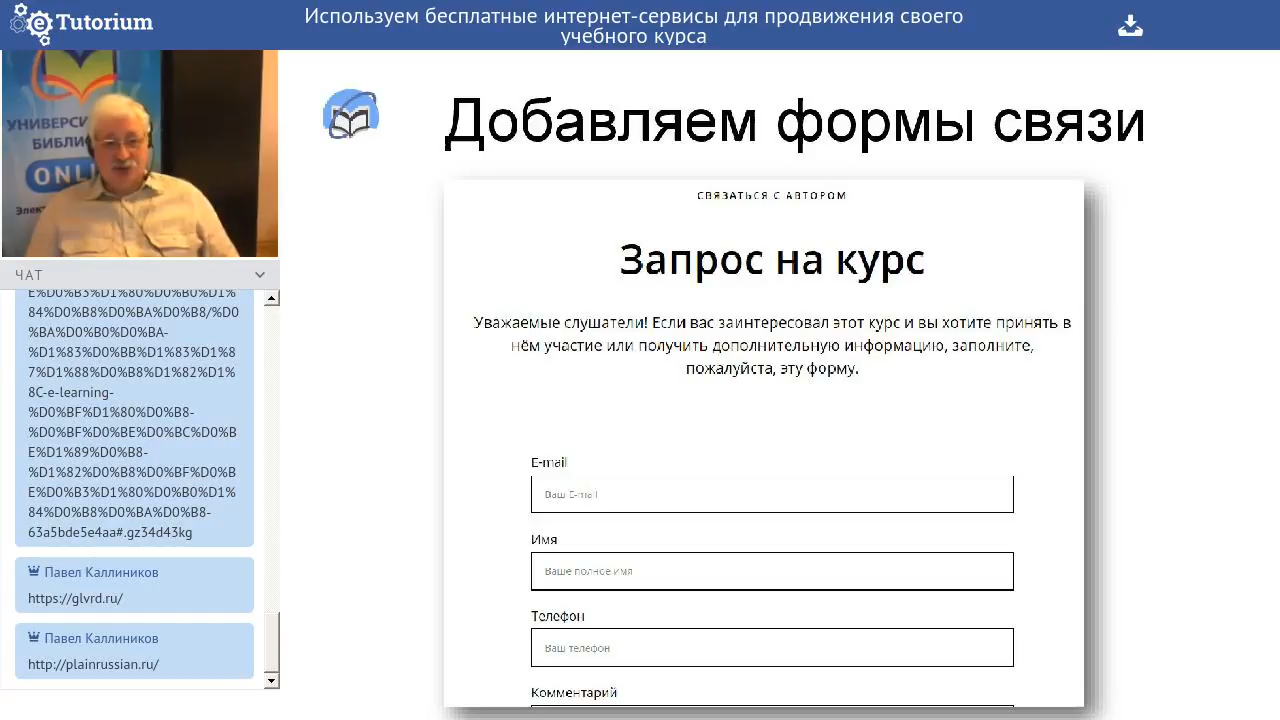 eTutorium
Используем бесплатные интернет-сервисы для продвижения своего
учебного курса
УНИВЕРСИ
БИБЛИ
ONL
Элект
ЧАТ
E%D0%B3%D1%80%D0%B0%D1%
84%D0%B8%D0%BA%D0%B8/%D0
%BA%D0%B0%D0%BA-
%D1%83%D0%BB%D1%83%D1%8
7%D1%88%D0%B8%D1%82%D1%
8C-e-learning-
%D0%BF%D1%80%D0%B8-
%D0%BF%D0%BE%D0%BC%D0%B
E%D1%89%D0%B8-
%D1%82%D0%B8%D0%BF%D0%B
E%D0%B3%D1%80%D0%B0%D1%
84%D0%B8%D0%BA%D0%B8-
63a5bde5e4aa#.gz34d43kg
Павел Каллиников
https://glvrd.ru/
Павел Каллиников
http://plainrussian.ru/
Добавляем формы связи
СВЯЗАТЬСЯ С АВТОРОМ
Запрос на курс
Уважаемые слушатели! Если вас заинтересовал этот курс и вы хотите принять в
нём участие или получить дополнительную информацию, заполните,
пожалуйста, эту форму.
E-mail
Ваш E-mail
Имя
Ваше полное имя
Телефон
Ваш телефон
Комментарий